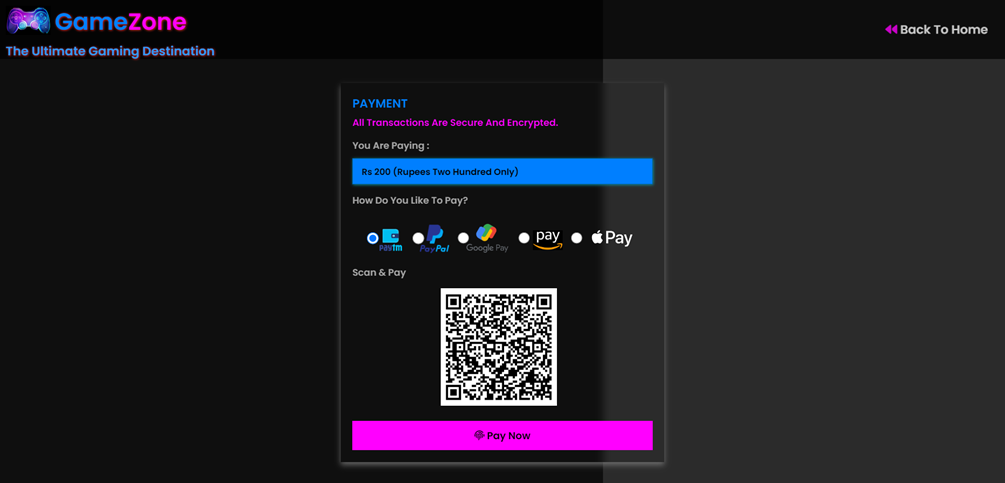 GameZone
The Ultimate Gaming Destination
Back To Home
PAYMENT
All Transactions Are Secure And Encrypted.
You Are Paying :
Rs 200 (Rupees Two Hundred Only)
How Do You Like To Pay?
paytm PayPal Google Pay pay Pay
Scan & Pay
Pay Now